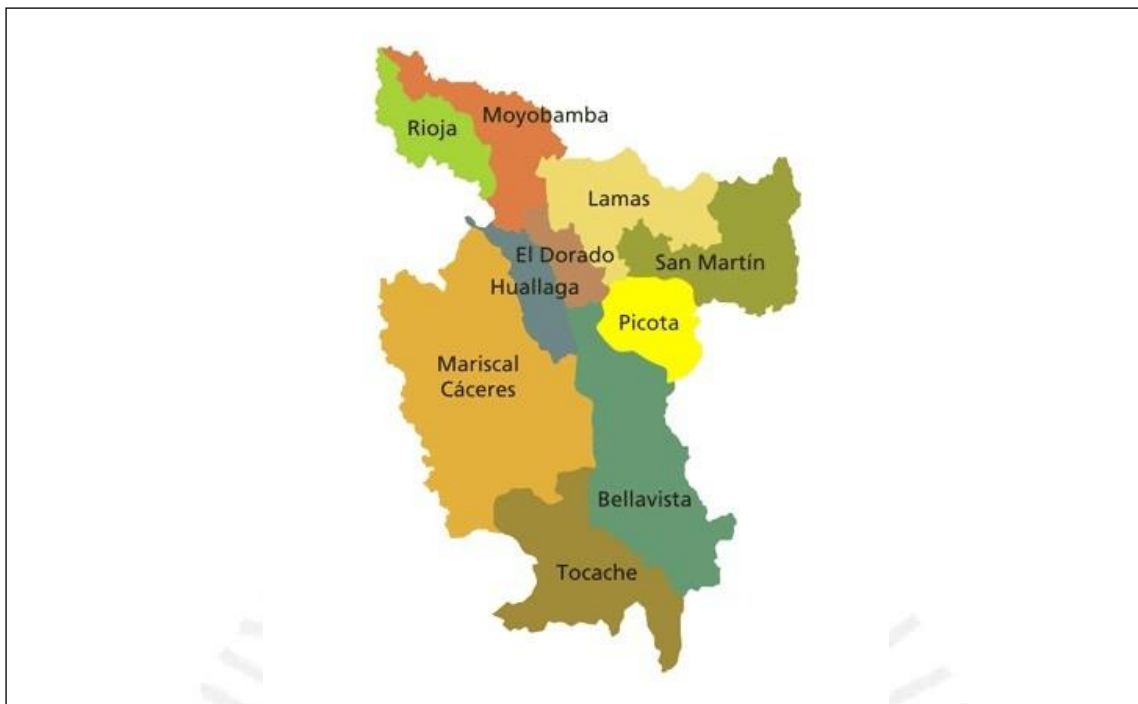 Moyobamba
Rioja
Lamas
El Dorado
San Martín
Huallaga
Picota
Mariscal
Cáceres
Bellavista
Tocache